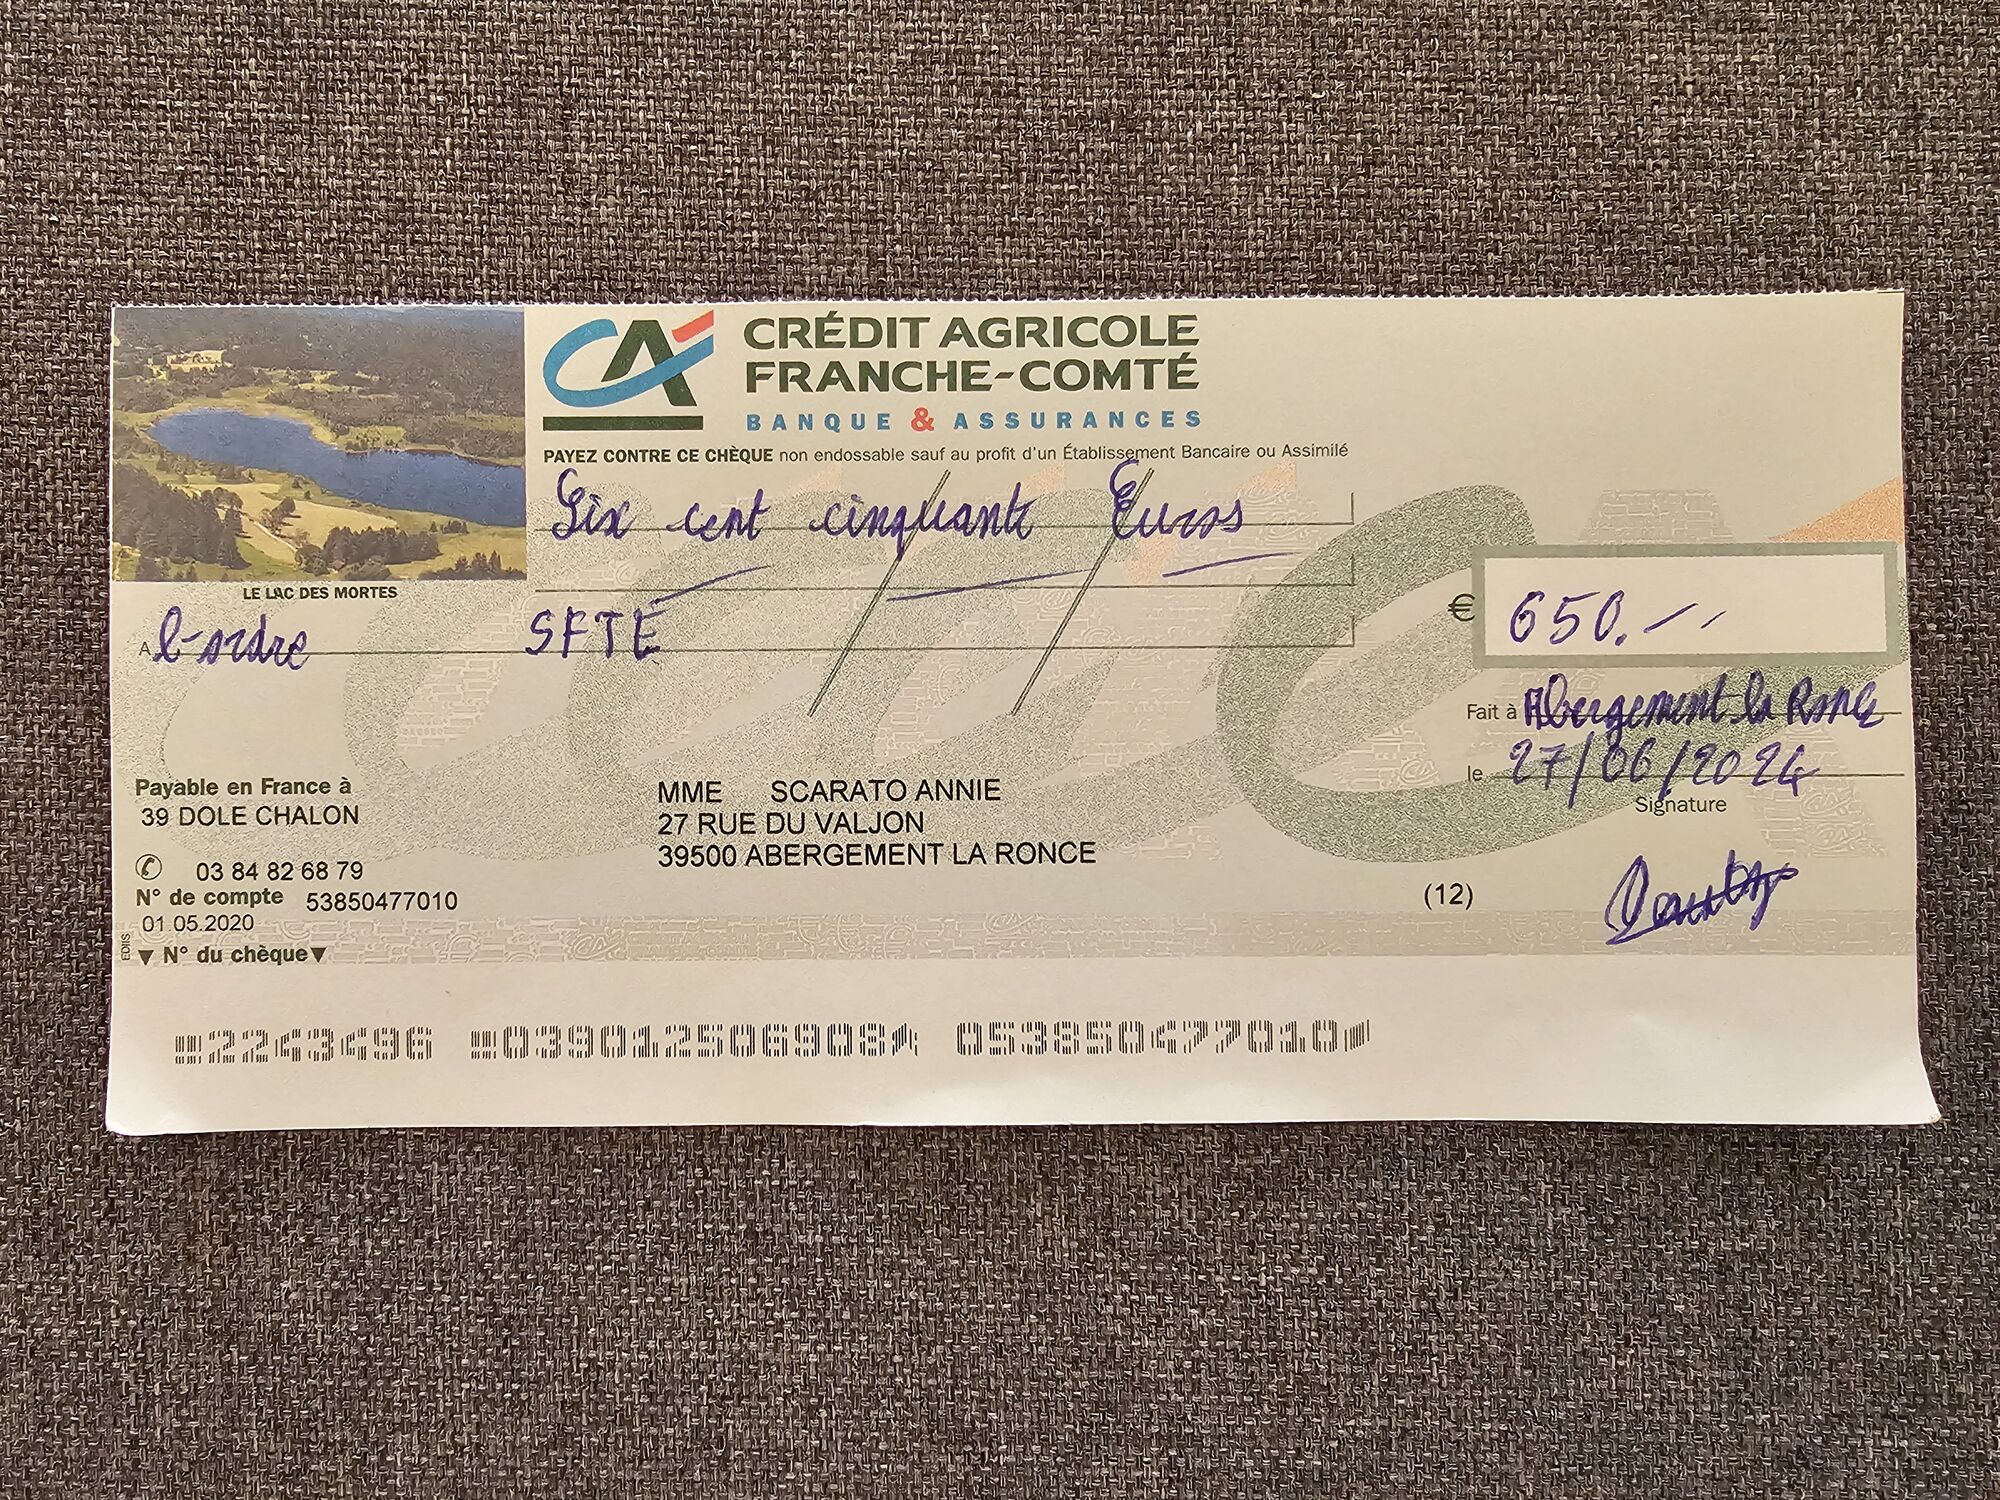 CRÉDIT AGRICOLE
FRANCHE-COMTÉ
BANQUE & ASSURANCES
PAYEZ CONTRE CE CHÈQUE non endossable sauf au profit d'un Établissement Bancaire ou Assimilé
Six cent cinquante Euros
LE LAC DES MORTES
€ 650.--
A l-ordre SFTE
Fait à Abergement-la Ronce
le 27/06/2024
Signature
Payable en France à
39 DOLE CHALON
MME SCARATO ANNIE
27 RUE DU VALJON
39500 ABERGEMENT LA RONCE
03 84 82 68 79
N° de compte 53850477010
(12)
01.05.2020
EDIIS
▼ N° du chèque ▼
2243496 039012506908 053850477010